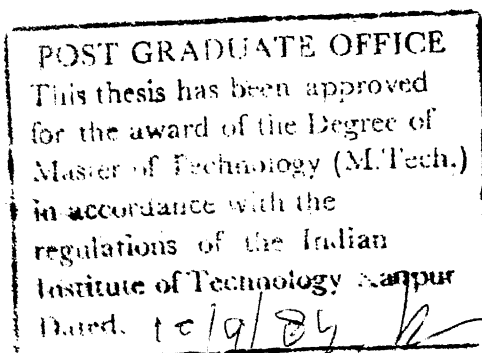 POST GRADUATE OFFICE
This thesis has been approved
for the award of the Degree of
Master of Technology (M.Tech.)
in accordance with the
regulations of the Indian
Institute of Technology Kanpur
Dated.